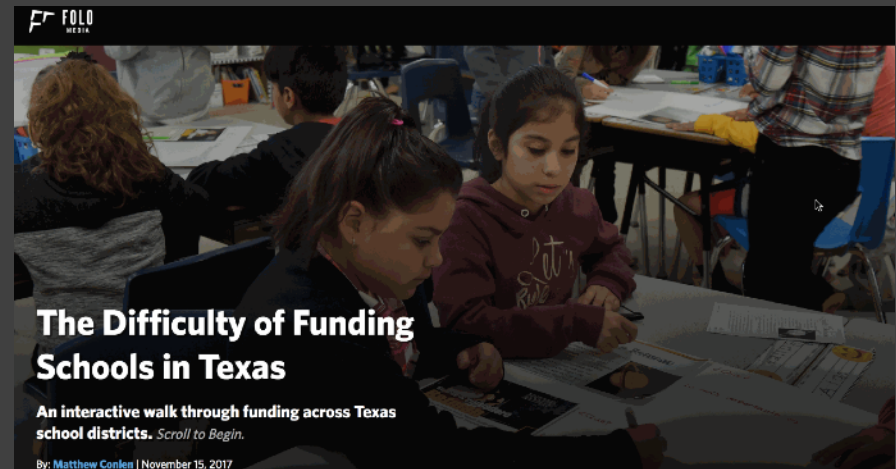 FOLO
MEDIA
The Difficulty of Funding
Schools in Texas
An interactive walk through funding across Texas
school districts. Scroll to Begin.
By: Matthew Conlen | November 15, 2017